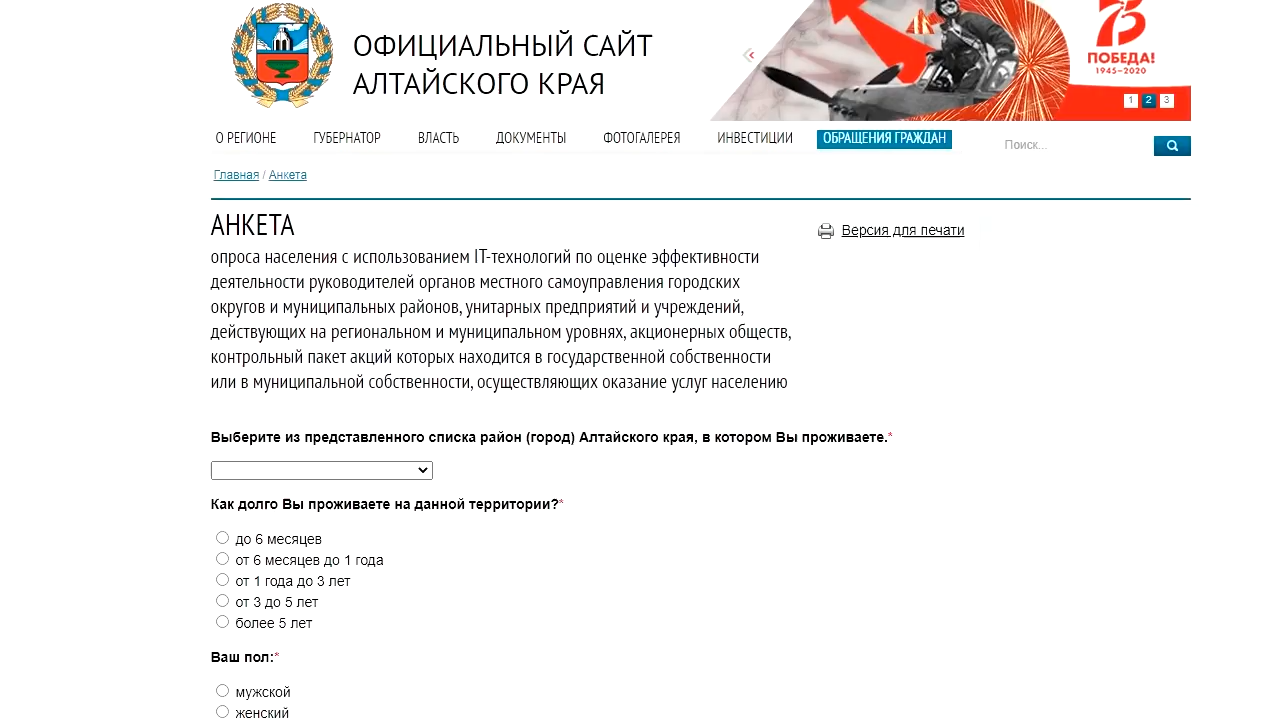 ОФИЦИАЛЬНЫЙ САЙТ
АЛТАЙСКОГО КРАЯ
75
ПОБЕДА!
1945–2020
1 2 3
О РЕГИОНЕ ГУБЕРНАТОР ВЛАСТЬ ДОКУМЕНТЫ ФОТОГАЛЕРЕЯ ИНВЕСТИЦИИ ОБРАЩЕНИЯ ГРАЖДАН Поиск...
Главная / Анкета
АНКЕТА
Версия для печати
опроса населения с использованием IT-технологий по оценке эффективности
деятельности руководителей органов местного самоуправления городских
округов и муниципальных районов, унитарных предприятий и учреждений,
действующих на региональном и муниципальном уровнях, акционерных обществ,
контрольный пакет акций которых находится в государственной собственности
или в муниципальной собственности, осуществляющих оказание услуг населению
Выберите из представленного списка район (город) Алтайского края, в котором Вы проживаете.*
Как долго Вы проживаете на данной территории?*
до 6 месяцев
от 6 месяцев до 1 года
от 1 года до 3 лет
от 3 до 5 лет
более 5 лет
Ваш пол:*
мужской
женский